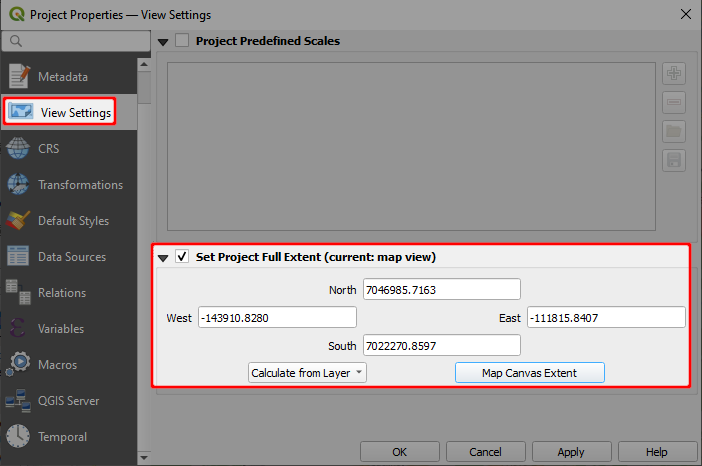 Project Properties — View Settings
Project Predefined Scales
Metadata
View Settings
CRS
Transformations
Default Styles
Data Sources
Relations
Variables
Macros
QGIS Server
Temporal
Set Project Full Extent (current: map view)
North 7046985.7163
West -143910.8280 East -111815.8407
South 7022270.8597
Calculate from Layer Map Canvas Extent
OK Cancel Apply Help